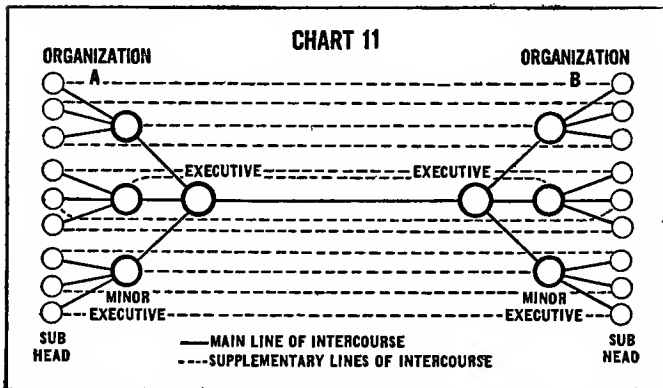 CHART 11
ORGANIZATION
A
ORGANIZATION
B
EXECUTIVE
EXECUTIVE
MINOR
EXECUTIVE
MINOR
EXECUTIVE
SUB
HEAD
SUB
HEAD
MAIN LINE OF INTERCOURSE
SUPPLEMENTARY LINES OF INTERCOURSE